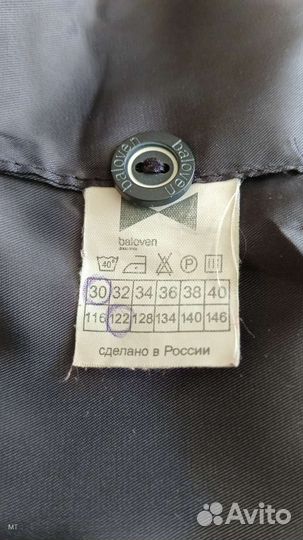 baloven baloven
baloven
40°
P
30 32 34 36 38 40
116 122 128 134 140 146
сделано в России
MT
Avito